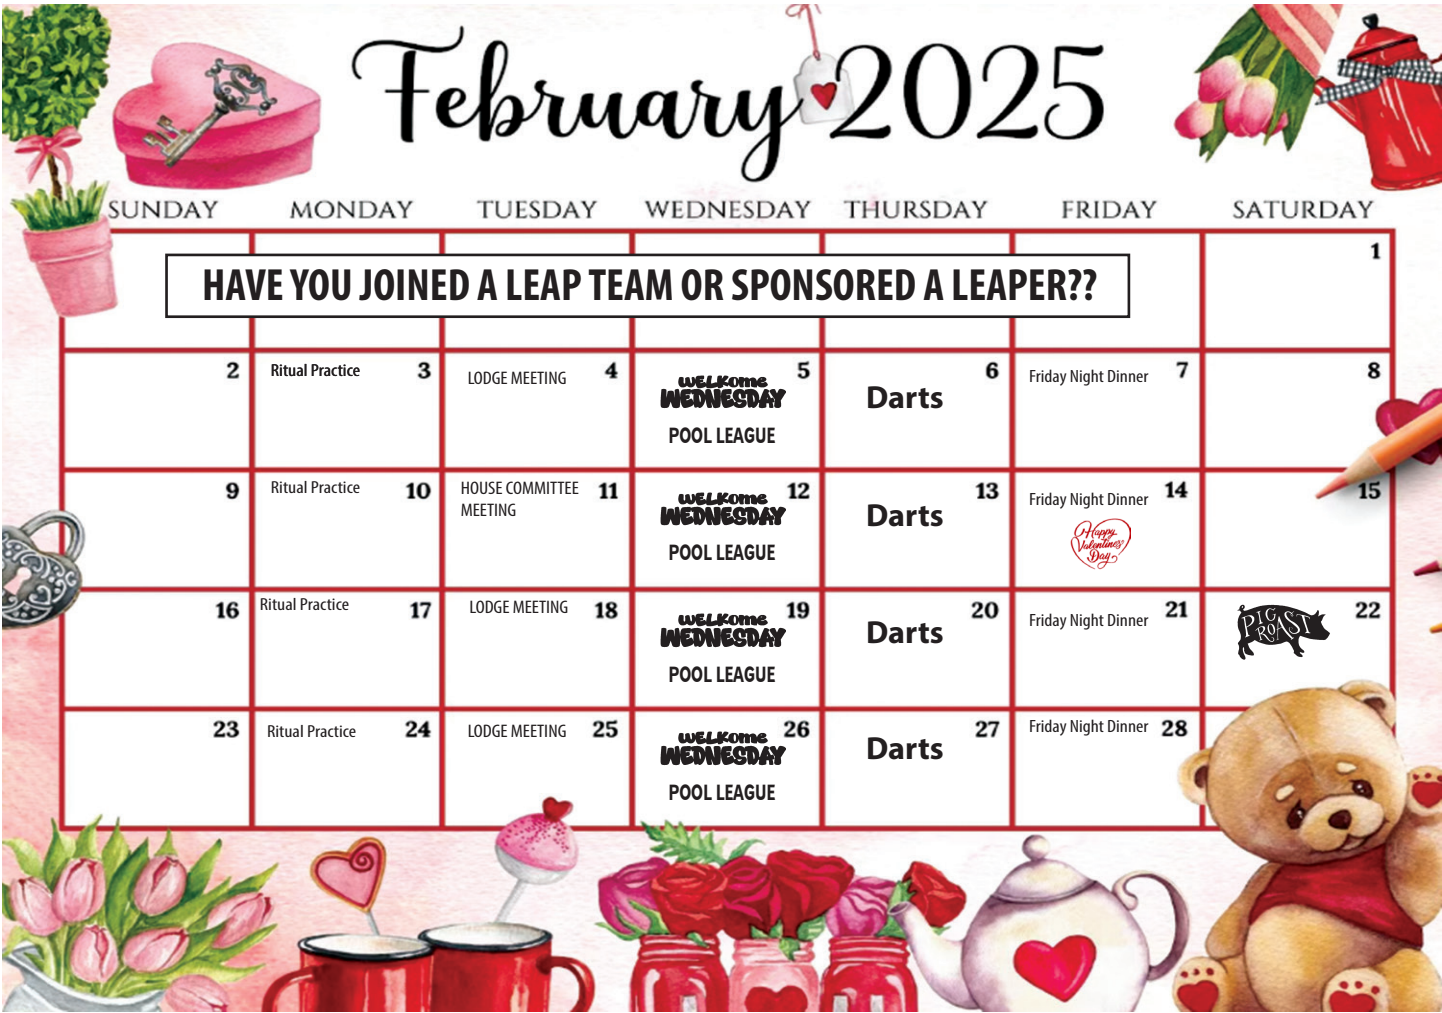 February 2025
SUNDAY MONDAY TUESDAY WEDNESDAY THURSDAY FRIDAY SATURDAY
HAVE YOU JOINED A LEAP TEAM OR SPONSORED A LEAPER??
1
2
Ritual Practice 3
LODGE MEETING 4
WELKome 5
WEDNESDAY
POOL LEAGUE
6
Darts
Friday Night Dinner 7
8
9
Ritual Practice 10
HOUSE COMMITTEE 11
MEETING
WELKome 12
WEDNESDAY
POOL LEAGUE
13
Darts
Friday Night Dinner 14
Happy
Valentines
Day
15
16
Ritual Practice 17
LODGE MEETING 18
WELKome 19
WEDNESDAY
POOL LEAGUE
20
Darts
Friday Night Dinner 21
PIG 22
ROAST
23
Ritual Practice 24
LODGE MEETING 25
WELKome 26
WEDNESDAY
POOL LEAGUE
27
Darts
Friday Night Dinner 28